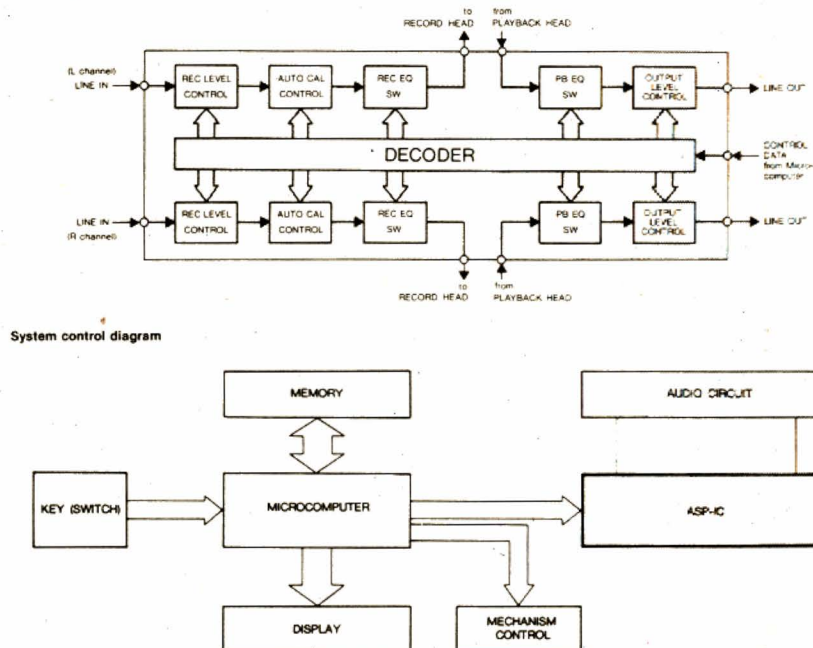 to
RECORD HEAD
from
PLAYBACK HEAD
(L channel)
LINE IN
REC LEVEL
CONTROL
AUTO CAL
CONTROL
REC EQ
SW
PB EQ
SW
OUTPUT
LEVEL
CONTROL
LINE OUT
DECODER
CONTROL
DATA
from Micro-
computer
LINE IN
(R channel)
REC LEVEL
CONTROL
AUTO CAL
CONTROL
REC EQ
SW
PB EQ
SW
OUTPUT
LEVEL
CONTROL
LINE OUT
to
RECORD HEAD
from
PLAYBACK HEAD
System control diagram
MEMORY
AUDIO CIRCUIT
KEY (SWITCH)
MICROCOMPUTER
ASP-IC
DISPLAY
MECHANISM
CONTROL